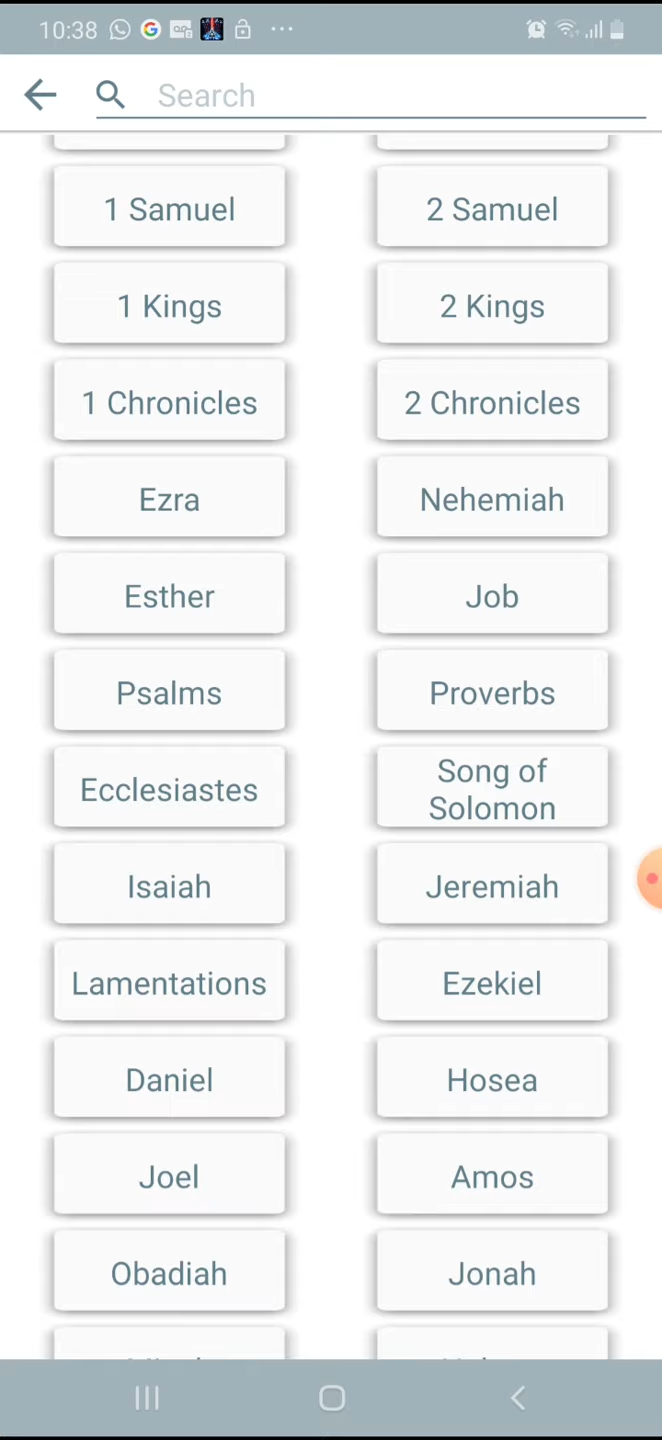 10:38
Search
1 Samuel
2 Samuel
1 Kings
2 Kings
1 Chronicles
2 Chronicles
Ezra
Nehemiah
Esther
Job
Psalms
Proverbs
Ecclesiastes
Song of
Solomon
Isaiah
Jeremiah
Lamentations
Ezekiel
Daniel
Hosea
Joel
Amos
Obadiah
Jonah